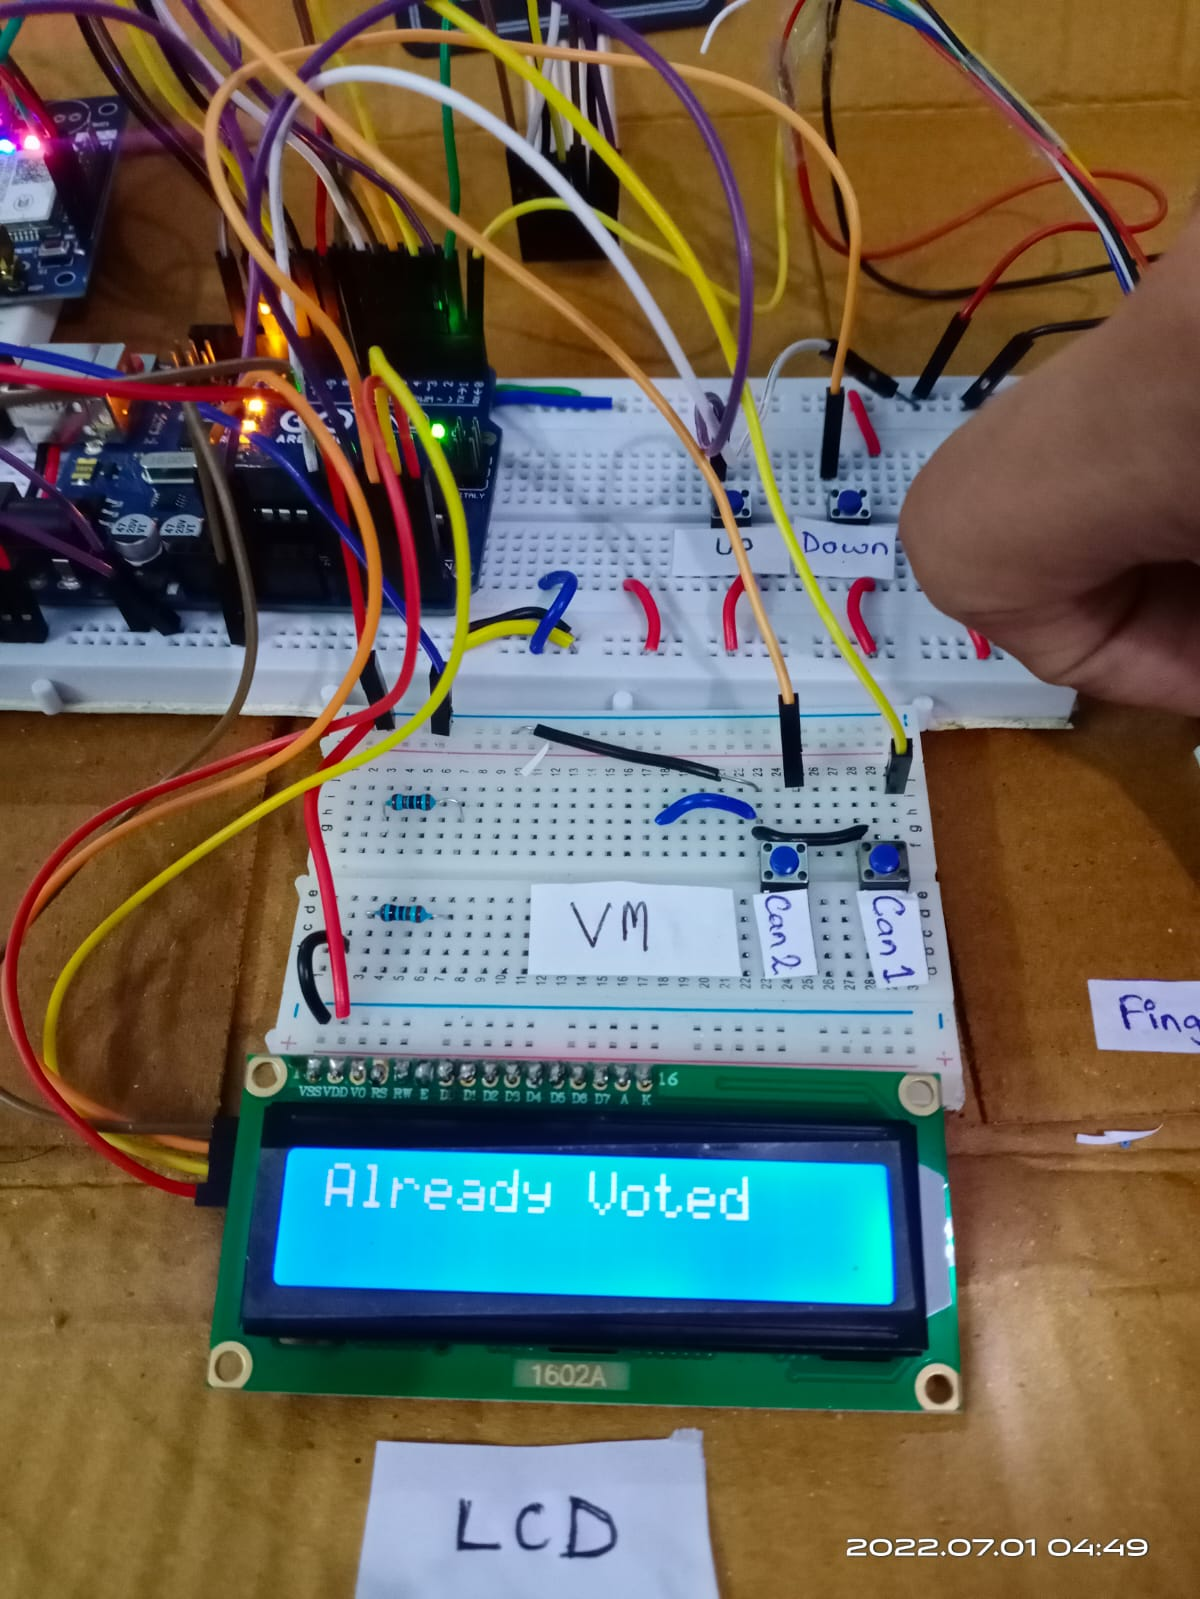 UP
Down
VM
Can 2
Can 1
Fing
16
VSS VDD VO RS RW E D0 D1 D2 D3 D4 D5 D6 D7 A K
Already Voted
1602A
LCD
2022.07.01 04:49